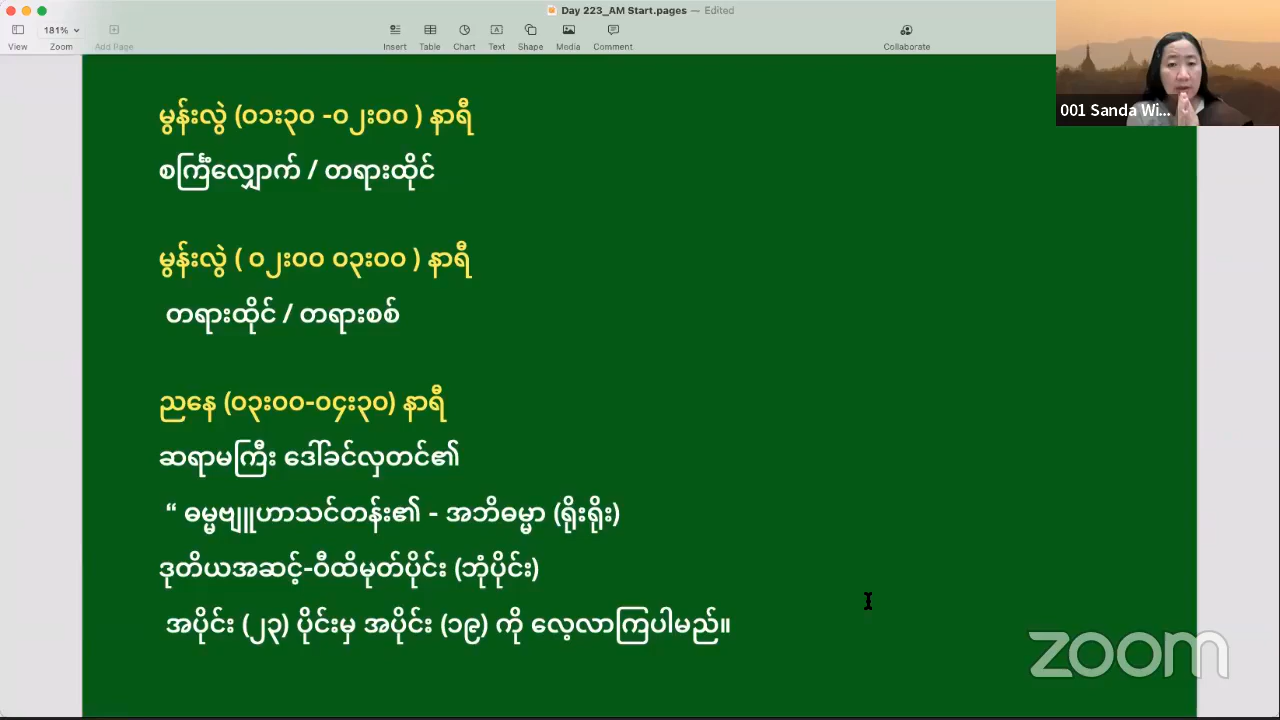 Day 223_AM Start.pages — Edited
181%
View
Zoom
Add Page
Insert
Table
Chart
Text
Shape
Media
Comment
Collaborate
001 Sanda Wi...
မွန်းလွဲ (၀၁း၃၀ -၀၂း၀၀ ) နာရီ
စင်္ကြံလျှောက် / တရားထိုင်
မွန်းလွဲ ( ၀၂း၀၀ ၀၃း၀၀ ) နာရီ
တရားထိုင် / တရားစစ်
ညနေ (၀၃း၀၀-၀၄း၃၀) နာရီ
ဆရာမကြီး ဒေါ်ခင်လှတင်၏
“ ဓမ္မဗျူဟာသင်တန်း၏ - အဘိဓမ္မာ (ရိုးရိုး)
ဒုတိယအဆင့်-ဝီထိမုတ်ပိုင်း (ဘုံပိုင်း)
အပိုင်း (၂၃) ပိုင်းမှ အပိုင်း (၁၉) ကို လေ့လာကြပါမည်။
zoom